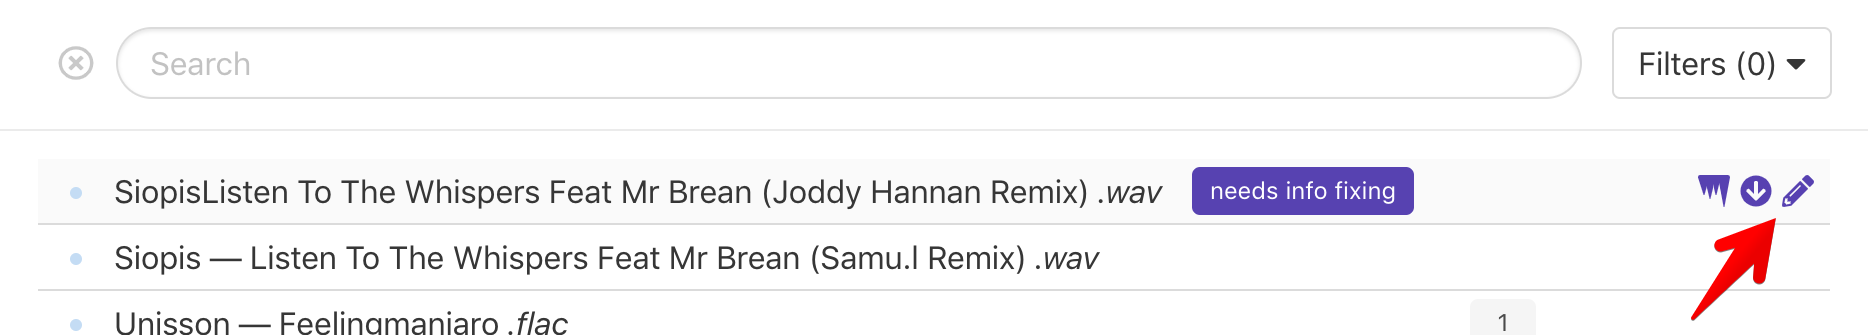 Search
Filters (0)
SiopisListen To The Whispers Feat Mr Brean (Joddy Hannan Remix) .wav needs info fixing
Siopis — Listen To The Whispers Feat Mr Brean (Samu.l Remix) .wav
Unisson — Feelingmanjaro .flac 1